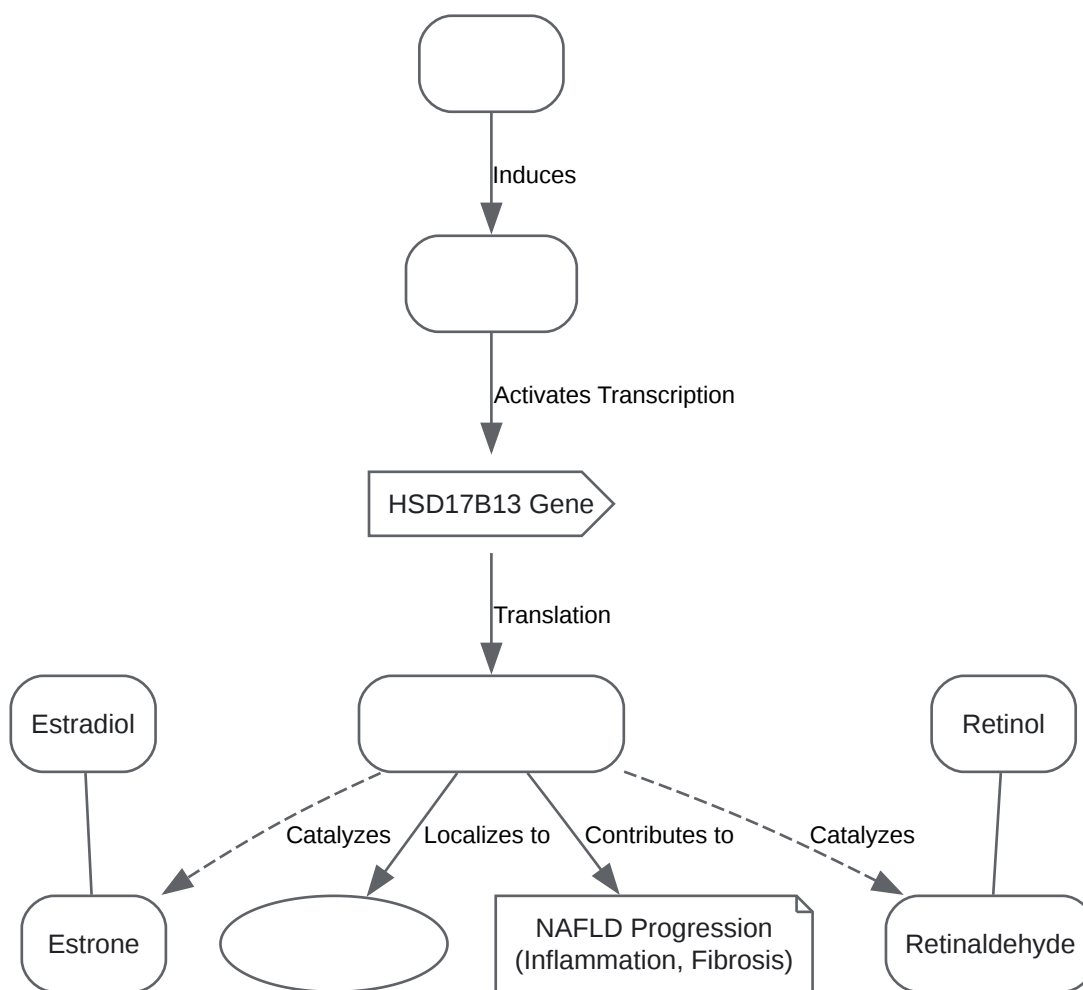 Induces
Activates Transcription
HSD17B13 Gene
Translation
Estradiol
Retinol
Catalyzes
Localizes to
Contributes to
Catalyzes
Estrone
NAFLD Progression
(Inflammation, Fibrosis)
Retinaldehyde